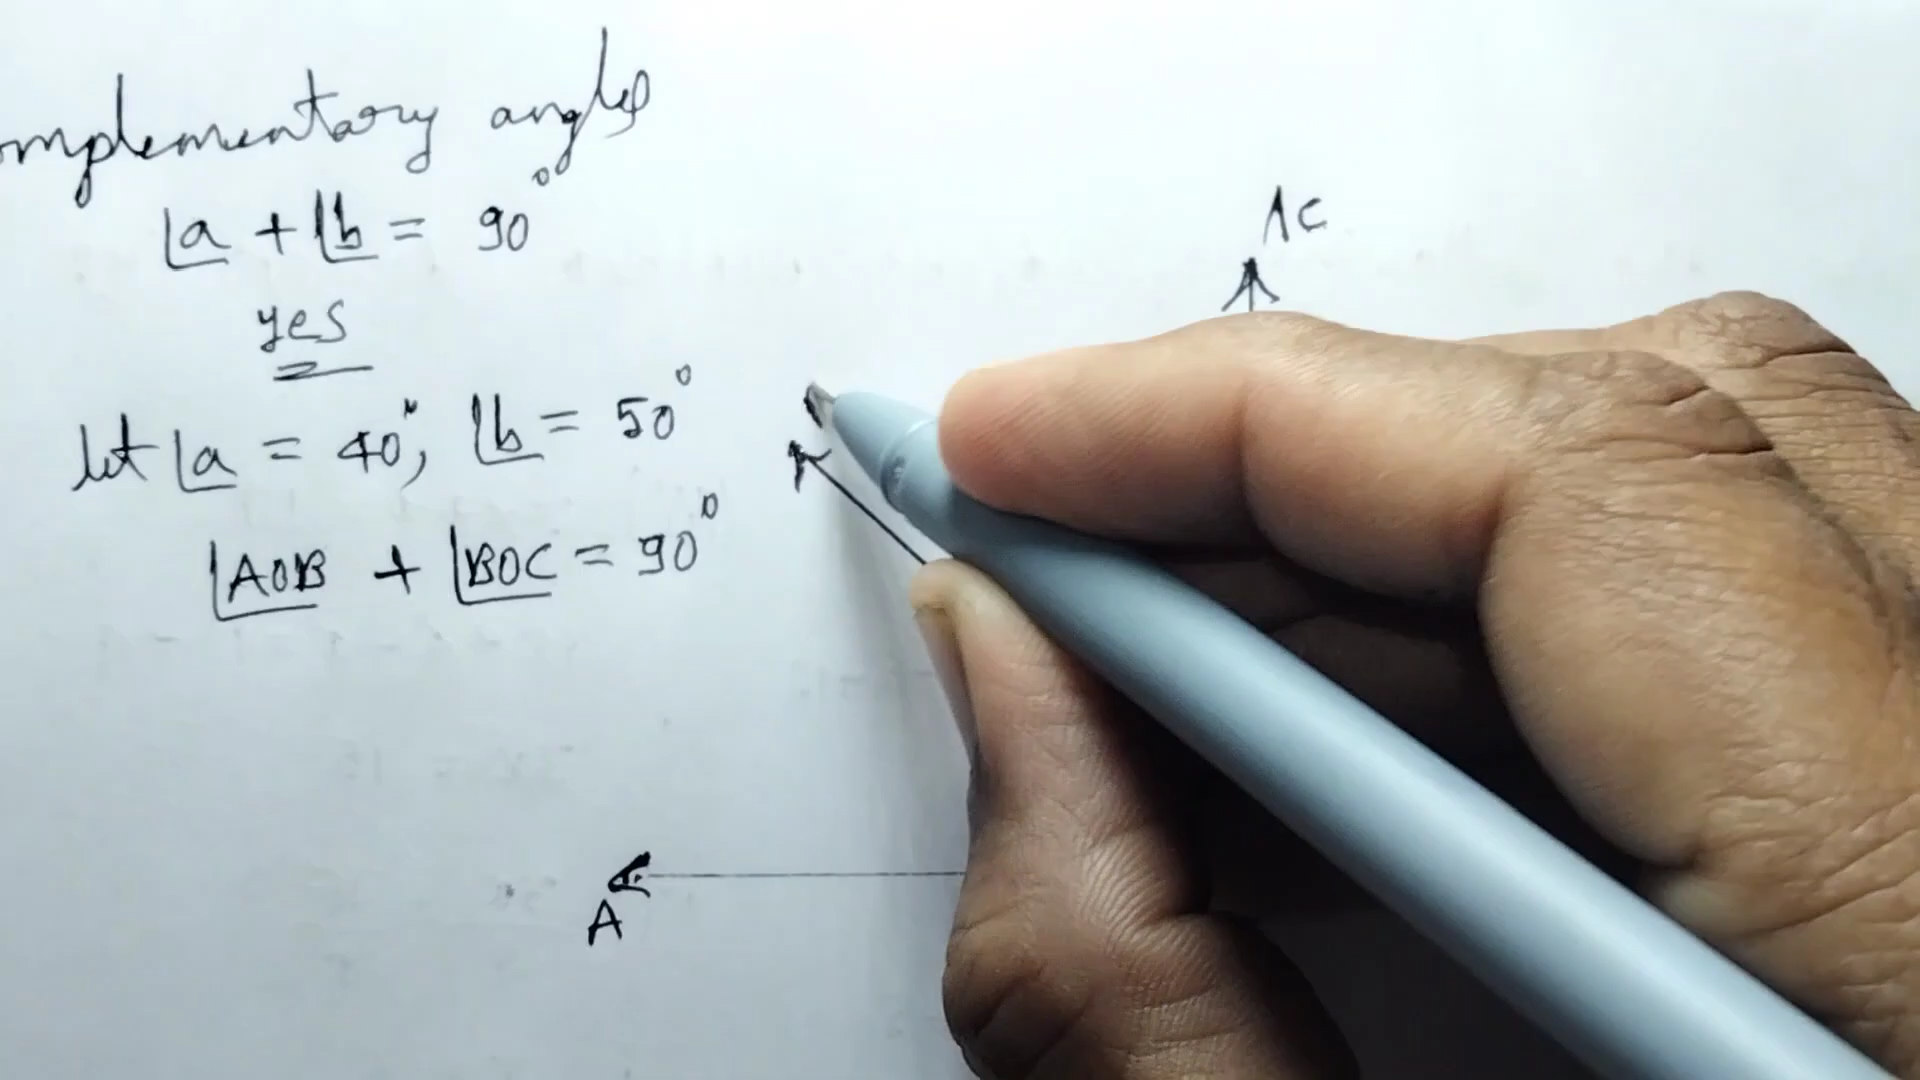 omplementary angles
∠a + ∠b = 90°
yes
let ∠a = 40°, ∠b = 50°
∠AOB + ∠BOC = 90°
C
A